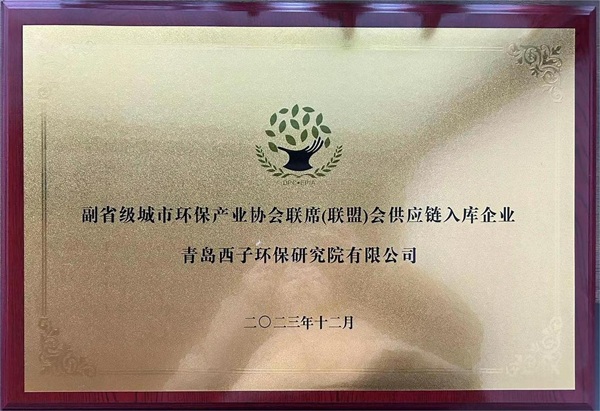 副省级城市环保产业协会联席(联盟)会供应链入库企业
青岛西子环保研究院有限公司
二〇二三年十二月